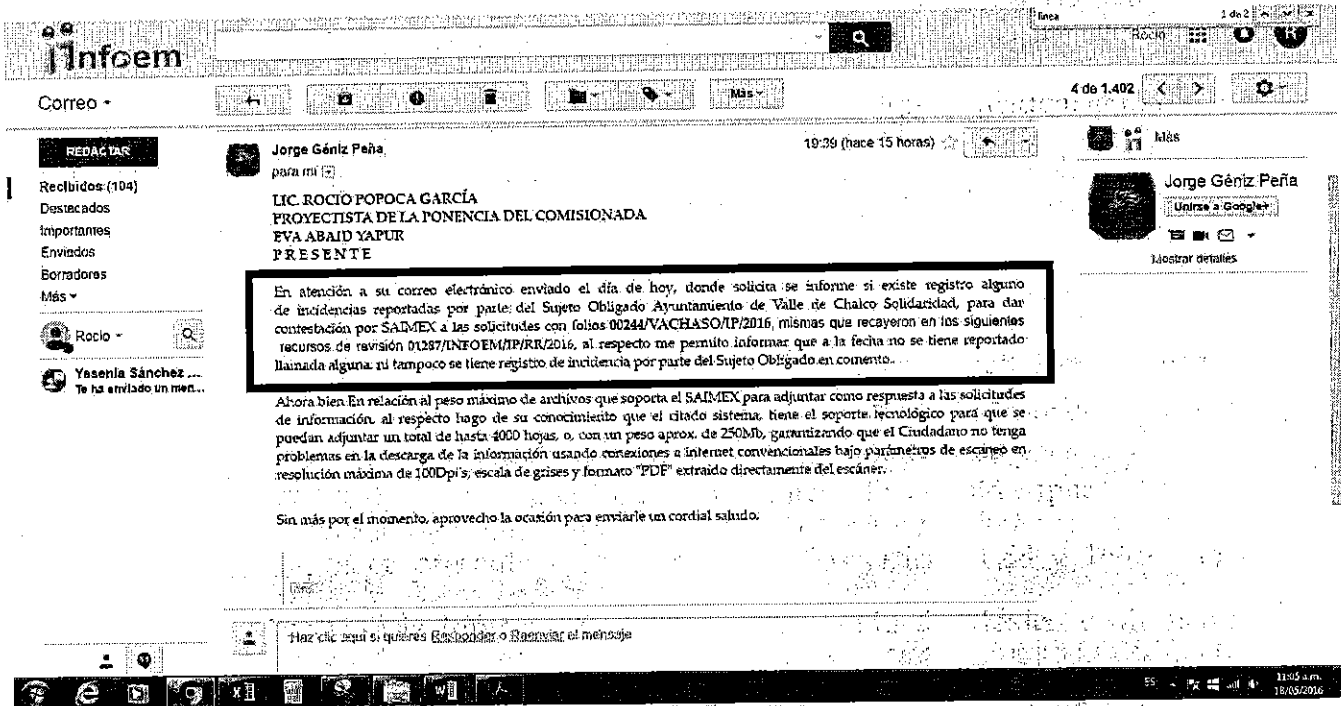 infoem
linea
1 de 2
Rocio
R
Correo
Más
4 de 1.402
REDACTAR
Recibidos (104)
Destacados
Importantes
Enviados
Borradores
Más
Rocio
Yesenia Sánchez ...
Te ha enviado un men...
Jorge Géniz Peña
para mí
19:39 (hace 15 horas)
LIC. ROCÍO POPOCA GARCÍA
PROYECTISTA DE LA PONENCIA DEL COMISIONADA
EVA ABAID YAPUR
P R E S E N T E
En atención a su correo electrónico enviado el día de hoy, donde solicita se informe si existe registro alguno
de incidencias reportadas por parte del Sujeto Obligado Ayuntamiento de Valle de Chalco Solidaridad, para dar
contestación por SAIMEX a las solicitudes con folios 00244/VACHASO/IP/2016, mismas que recayeron en los siguientes
recursos de revisión 01287/INFOEM/IP/RR/2016, al respecto me permito informar que a la fecha no se tiene reportado
llamada alguna ni tampoco se tiene registro de incidencia por parte del Sujeto Obligado en comento.
Ahora bien En relación al peso máximo de archivos que soporta el SAIMEX para adjuntar como respuesta a las solicitudes
de información, al respecto hago de su conocimiento que el citado sistema, tiene el soporte tecnológico para que se
puedan adjuntar un total de hasta 4000 hojas, o, con un peso aprox. de 250Mb, garantizando que el Ciudadano no tenga
problemas en la descarga de la información usando conexiones a internet convencionales bajo parámetros de escaneo en
resolución máxima de 100Dpi's, escala de grises y formato "PDF" extraido directamente del escáner.
Sin más por el momento, aprovecho la ocasión para enviarle un cordial saludo.
Haz clic aquí si quieres Responder o Reenviar el mensaje
Más
Jorge Géniz Peña
Unirse a Google+
Mostrar detalles
ES
11:05 a.m.
18/05/2016